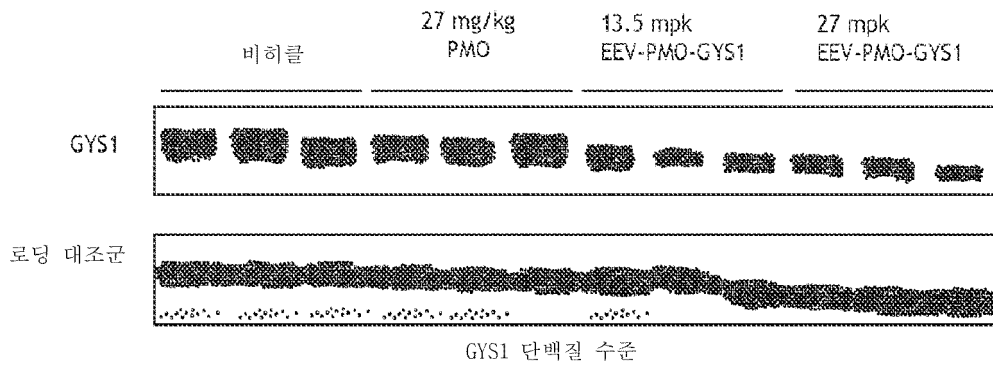 비히클
27 mg/kg
PMO
13.5 mpk
EEV-PMO-GYS1
27 mpk
EEV-PMO-GYS1
GYS1
로딩 대조군
GYS1 단백질 수준